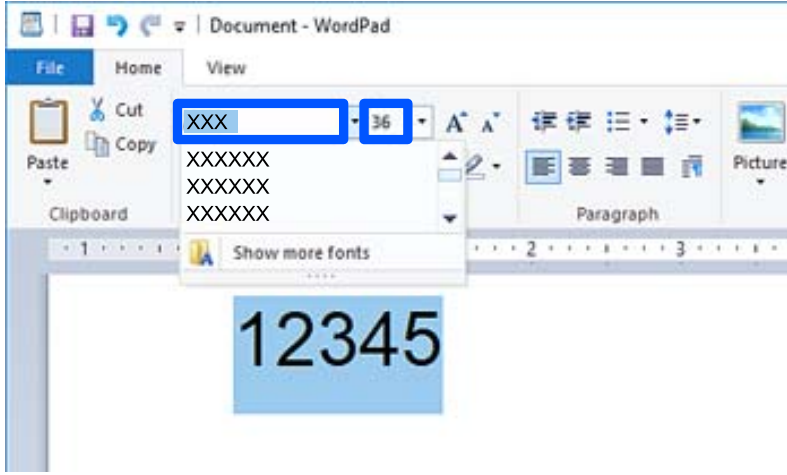 Document - WordPad
File Home View
Cut
XXX 36 A A
Copy
Paste
XXXXXX
XXXXXX
Picture
Clipboard
XXXXXX
Paragraph
1 2 3
Show more fonts
12345